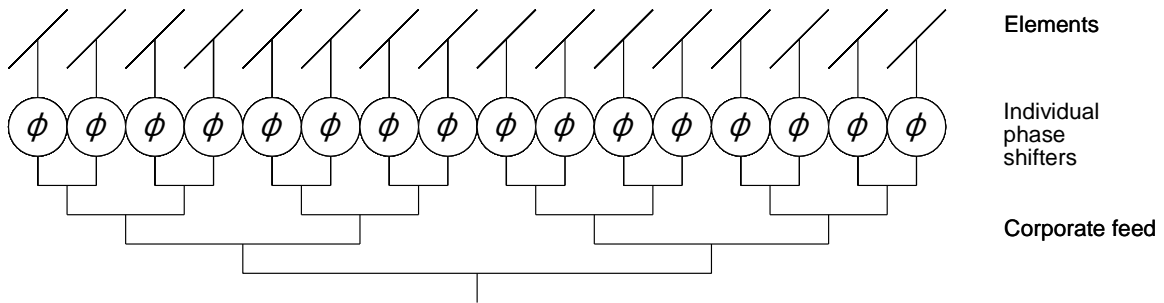 Elements
ϕ ϕ ϕ ϕ ϕ ϕ ϕ ϕ ϕ ϕ ϕ ϕ ϕ ϕ ϕ ϕ
Individual
phase
shifters
Corporate feed